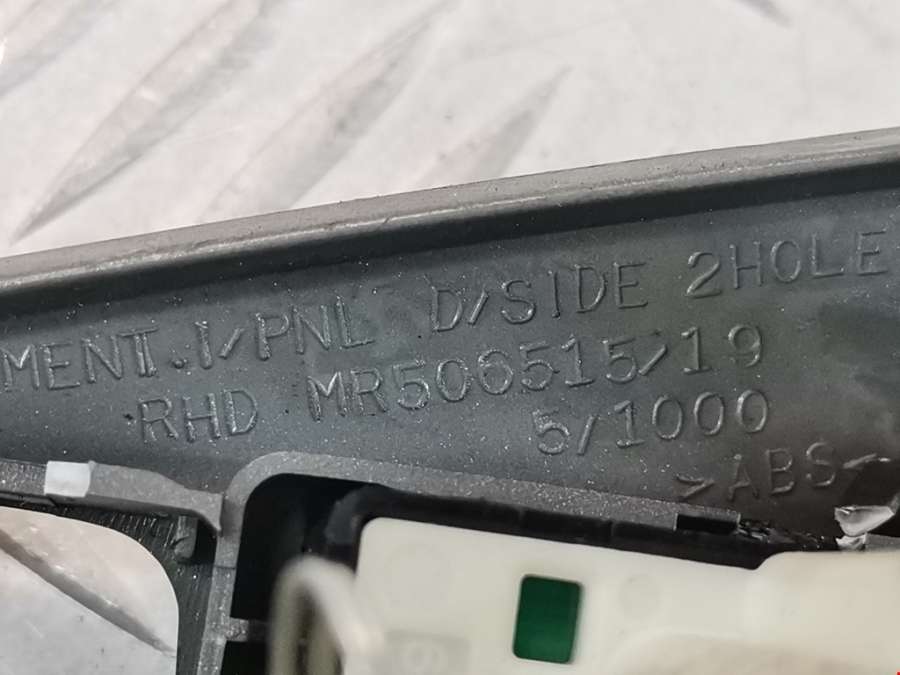 MENT.I/PNL D/SIDE 2HOLE
RHD MR506515/19
5/1000
>ABS<